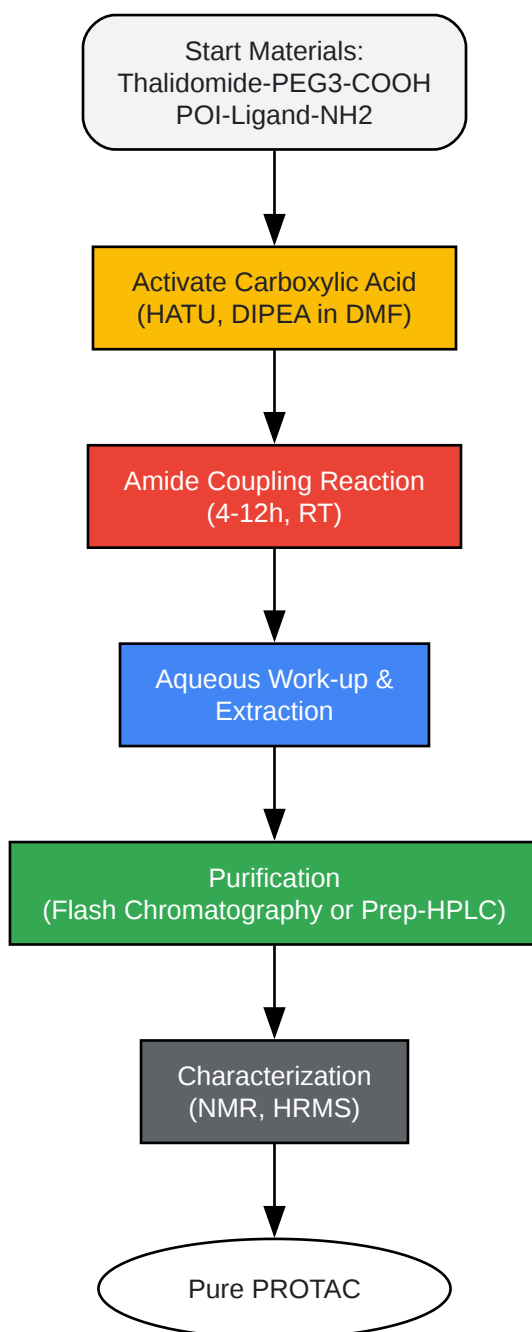 Start Materials:
Thalidomide-PEG3-COOH
POI-Ligand-NH2
Activate Carboxylic Acid
(HATU, DIPEA in DMF)
Amide Coupling Reaction
(4-12h, RT)
Aqueous Work-up &
Extraction
Purification
(Flash Chromatography or Prep-HPLC)
Characterization
(NMR, HRMS)
Pure PROTAC